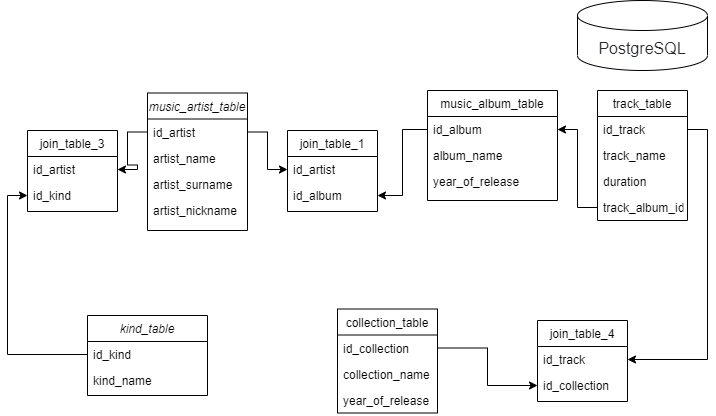 PostgreSQL
join_table_3
id_artist
id_kind
music_artist_table
id_artist
artist_name
artist_surname
artist_nickname
join_table_1
id_artist
id_album
music_album_table
id_album
album_name
year_of_release
track_table
id_track
track_name
duration
track_album_id
kind_table
id_kind
kind_name
collection_table
id_collection
collection_name
year_of_release
join_table_4
id_track
id_collection